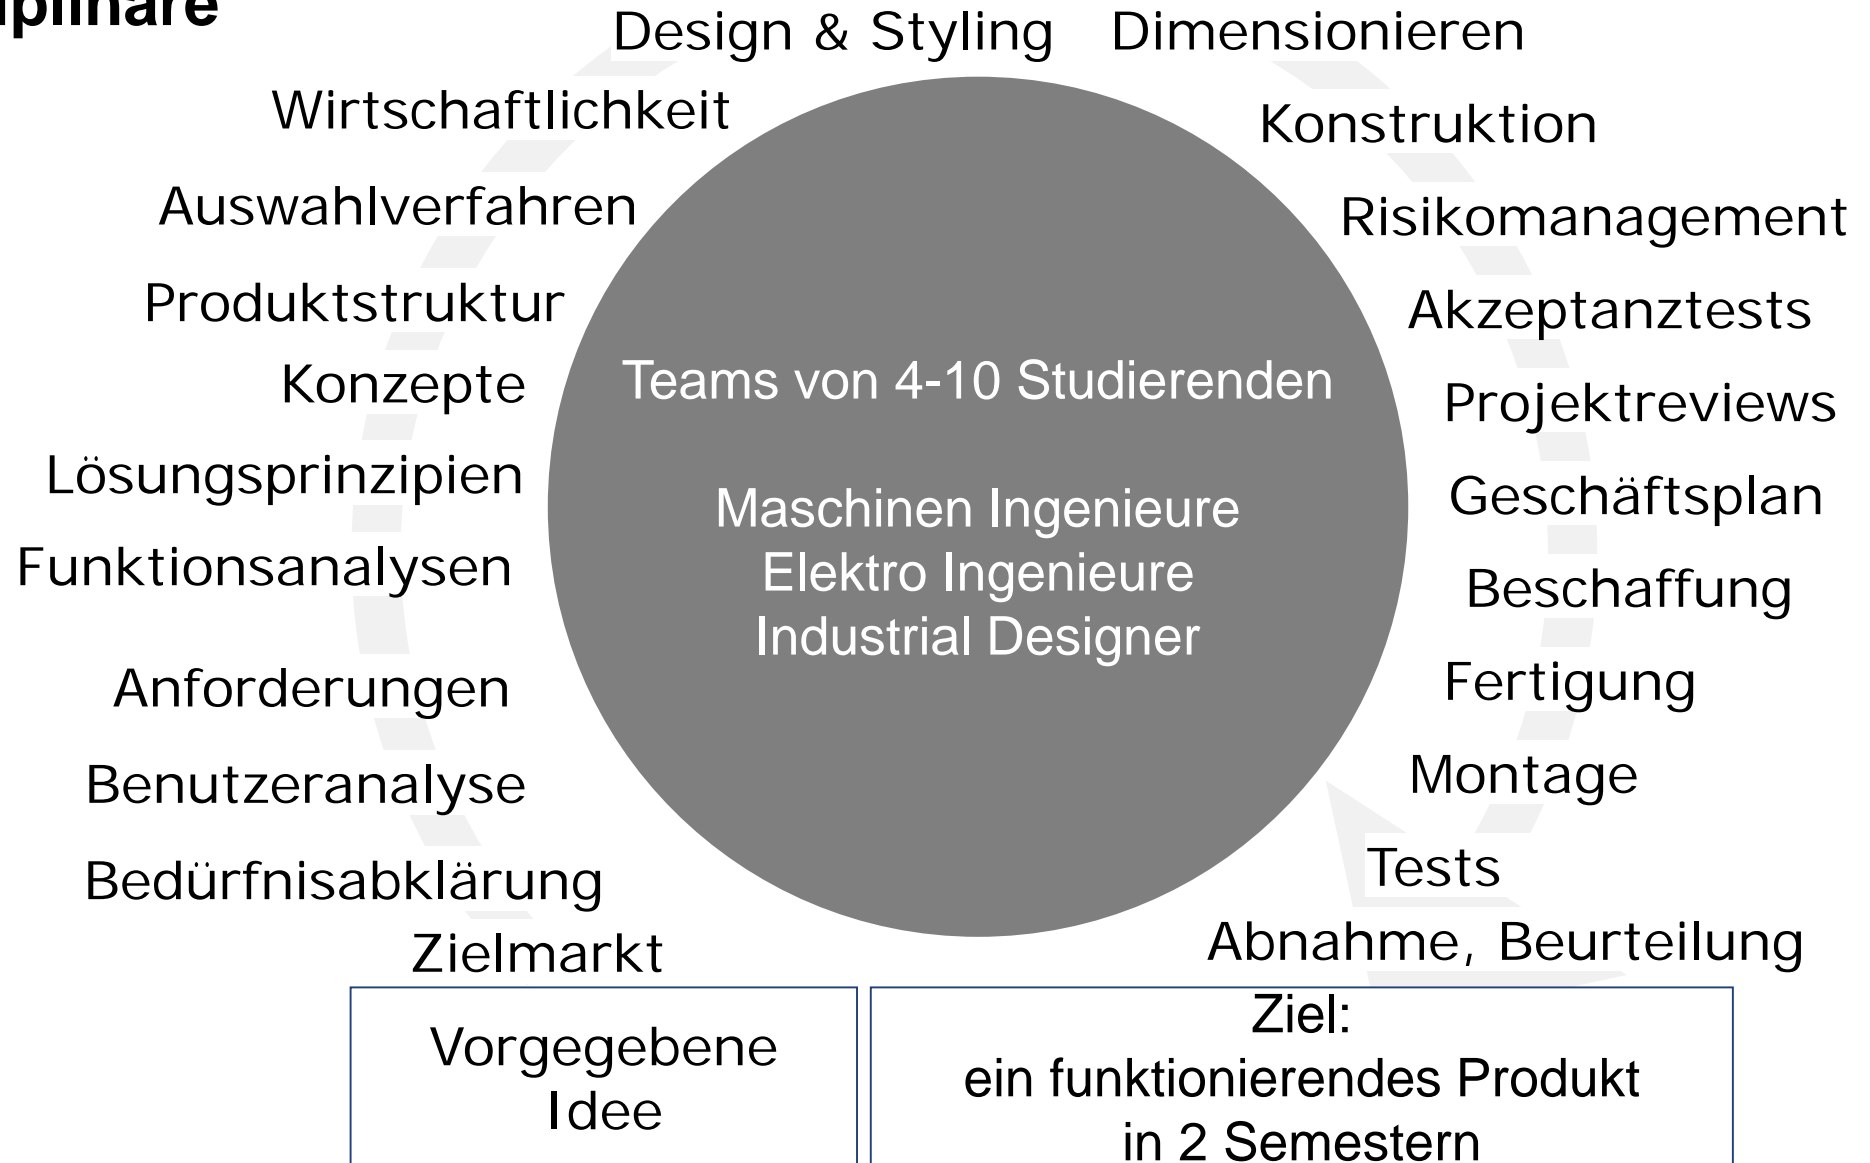 Design & Styling
Dimensionieren
Wirtschaftlichkeit
Konstruktion
Auswahlverfahren
Risikomanagement
Produktstruktur
Akzeptanztests
Konzepte
Teams von 4-10 Studierenden
Projektreviews
Lösungsprinzipien
Maschinen Ingenieure
Geschäftsplan
Funktionsanalysen
Elektro Ingenieure
Beschaffung
Industrial Designer
Anforderungen
Fertigung
Benutzeranalyse
Montage
Bedürfnisabklärung
Tests
Zielmarkt
Abnahme, Beurteilung
Vorgegebene
Idee
Ziel:
ein funktionierendes Produkt
in 2 Semestern